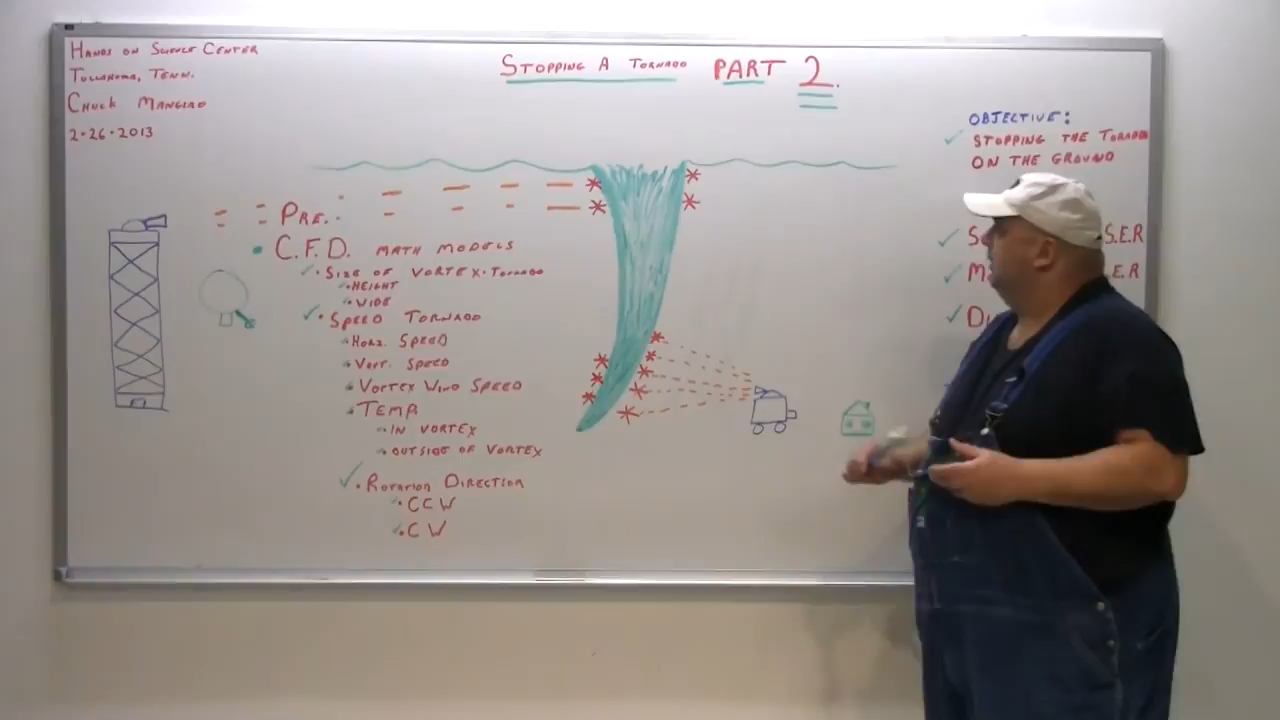 HANDS ON SCIENCE CENTER
TULLAHOMA, TENN.
CHUCK
2-26-2013
STOPPING A TORNADO PART 2.
OBJECTIVE:
✓ STOPPING THE TORNADO
ON THE GROUND
✓ S.E.R
✓ E.R
✓
PRE.
• C.F.D. MATH MODELS
✓ • SIZE OF VORTEX • TORNADO
• HEIGHT
• WIDE
✓ • SPEED TORNADO
• HORZ. SPEED
• VERT. SPEED
• VORTEX WIND SPEED
• TEMP.
• IN VORTEX
• OUTSIDE OF VORTEX
✓ • ROTATION DIRECTION
• CCW
• CW